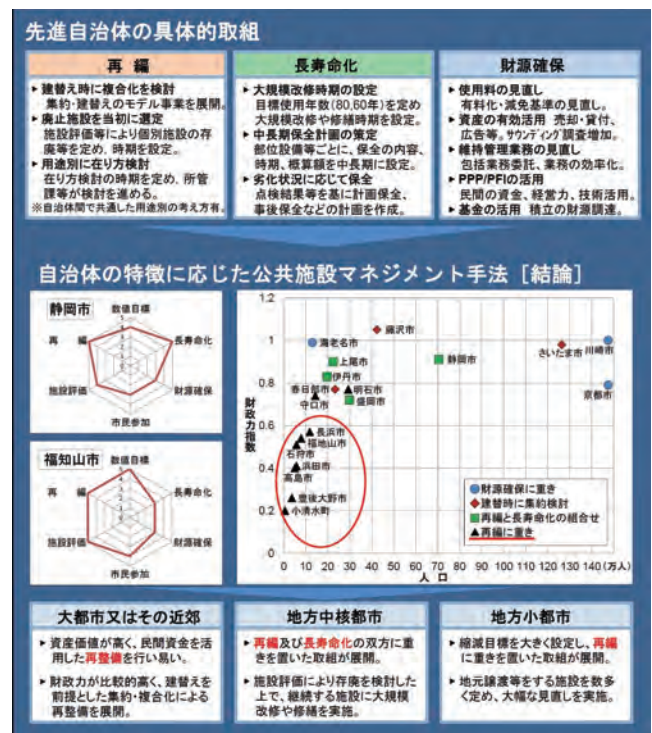 先進自治体の具体的取組
再 編
▶ 建替え時に複合化を検討
集約・建替えのモデル事業を展開。
▶ 廃止施設を当初に選定
施設評価等により個別施設の存
廃等を定め、時期を設定。
▶ 用途別に在り方検討
在り方検討の時期を定め、所管
課等が検討を進める。
※自治体間で共通した用途別の考え方有。
長寿命化
▶ 大規模改修時期の設定
目標使用年数(80,60年)を定め
大規模改修や修繕時期を設定。
▶ 中長期保全計画の策定
部位設備ごとに、保全の内容、
時期、概算額を中長期に設定。
▶ 劣化状況に応じて保全
点検結果等を基に計画保全、
事後保全などの計画を作成。
財源確保
▶ 使用料の見直し
有料化・減免基準の見直し。
▶ 資産の有効活用 売却・貸付、
広告等。サウンディング調査増加。
▶ 維持管理業務の見直し
包括業務委託、業務の効率化。
▶ PPP/PFIの活用
民間の資金、経営力、技術活用。
▶ 基金の活用 積立の財源調達。
自治体の特徴に応じた公共施設マネジメント手法 [結論]
静岡市
数値目標
5
4
3
2
1
0
長寿命化
財源確保
市民参加
施設評価
再 編
福知山市
数値目標
5
4
3
2
1
0
長寿命化
財源確保
市民参加
施設評価
再 編
財政力指数
1.2
1
0.8
0.6
0.4
0.2
0
海老名市
藤沢市
さいたま市
川崎市
上尾市
静岡市
伊丹市
春日部市
明石市
守口市
盛岡市
京都市
長浜市
福地山市
石狩市
浜田市
高島市
豊後大野市
小清水町
●財源確保に重き
◆建替時に集約検討
■再編と長寿命化の組合せ
▲再編に重き
0 10 20 30 40 50 60 70 80 90 100 110 120 130 140 (万人)
人 口
大都市又はその近郊
▶ 資産価値が高く、民間資金を活
用した再整備を行い易い。
▶ 財政力が比較的高く、建替えを
前提とした集約・複合化による
再整備を展開。
地方中核都市
▶ 再編及び長寿命化の双方に重
きを置いた取組が展開。
▶ 施設評価により存廃を検討した
上で、継続する施設に大規模
改修や修繕を実施。
地方小都市
▶ 縮減目標を大きく設定し、再編
に重きを置いた取組が展開。
▶ 地元譲渡等をする施設を数多
く定め、大幅な見直しを実施。